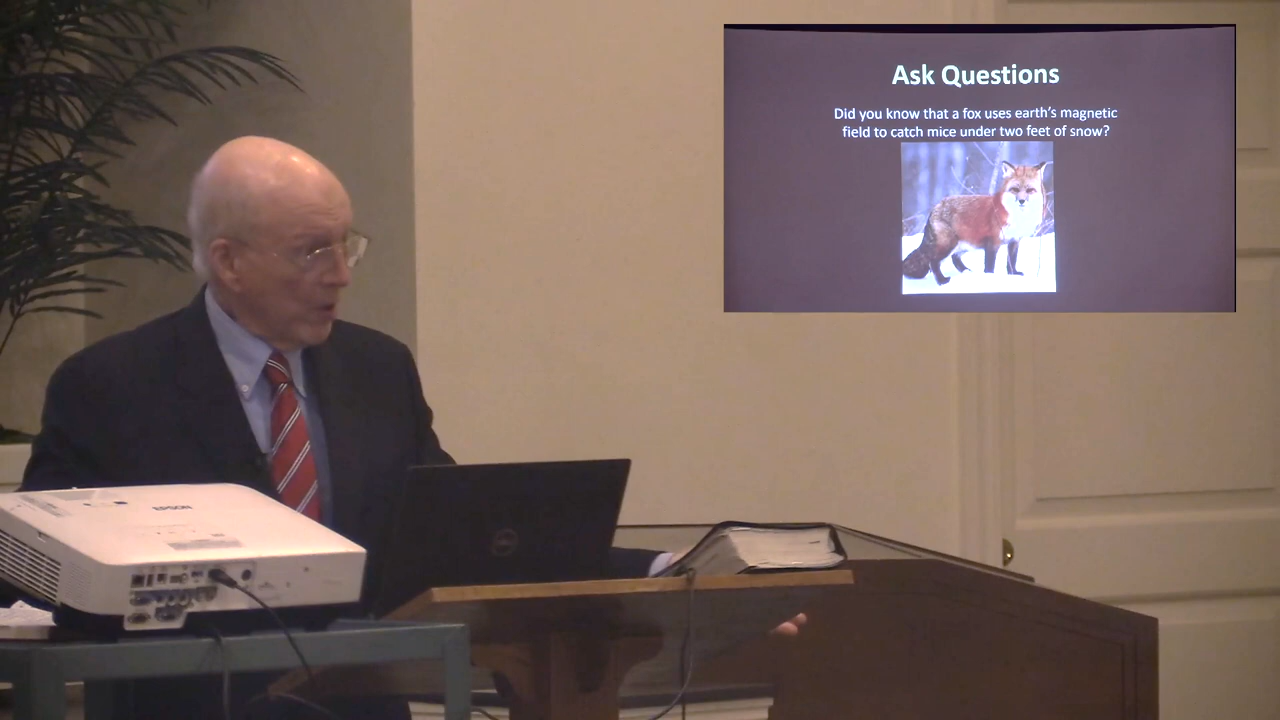 Ask Questions
Did you know that a fox uses earth's magnetic
field to catch mice under two feet of snow?
EPSON
DELL